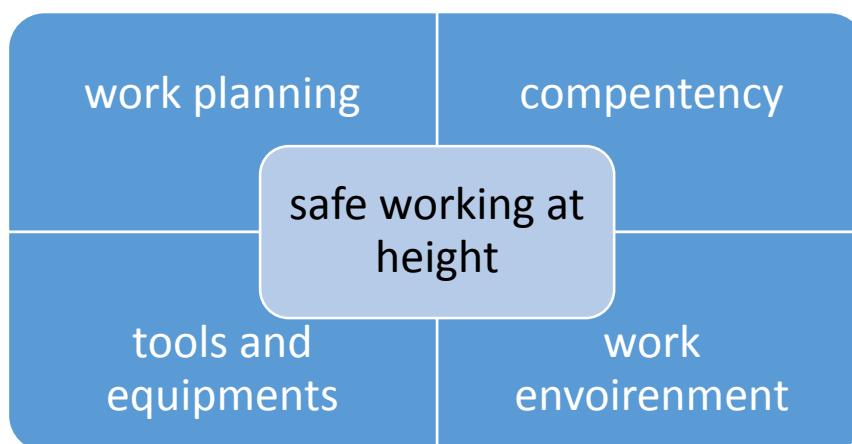 work planning
compentency
safe working at
height
tools and
equipments
work
envoirenment